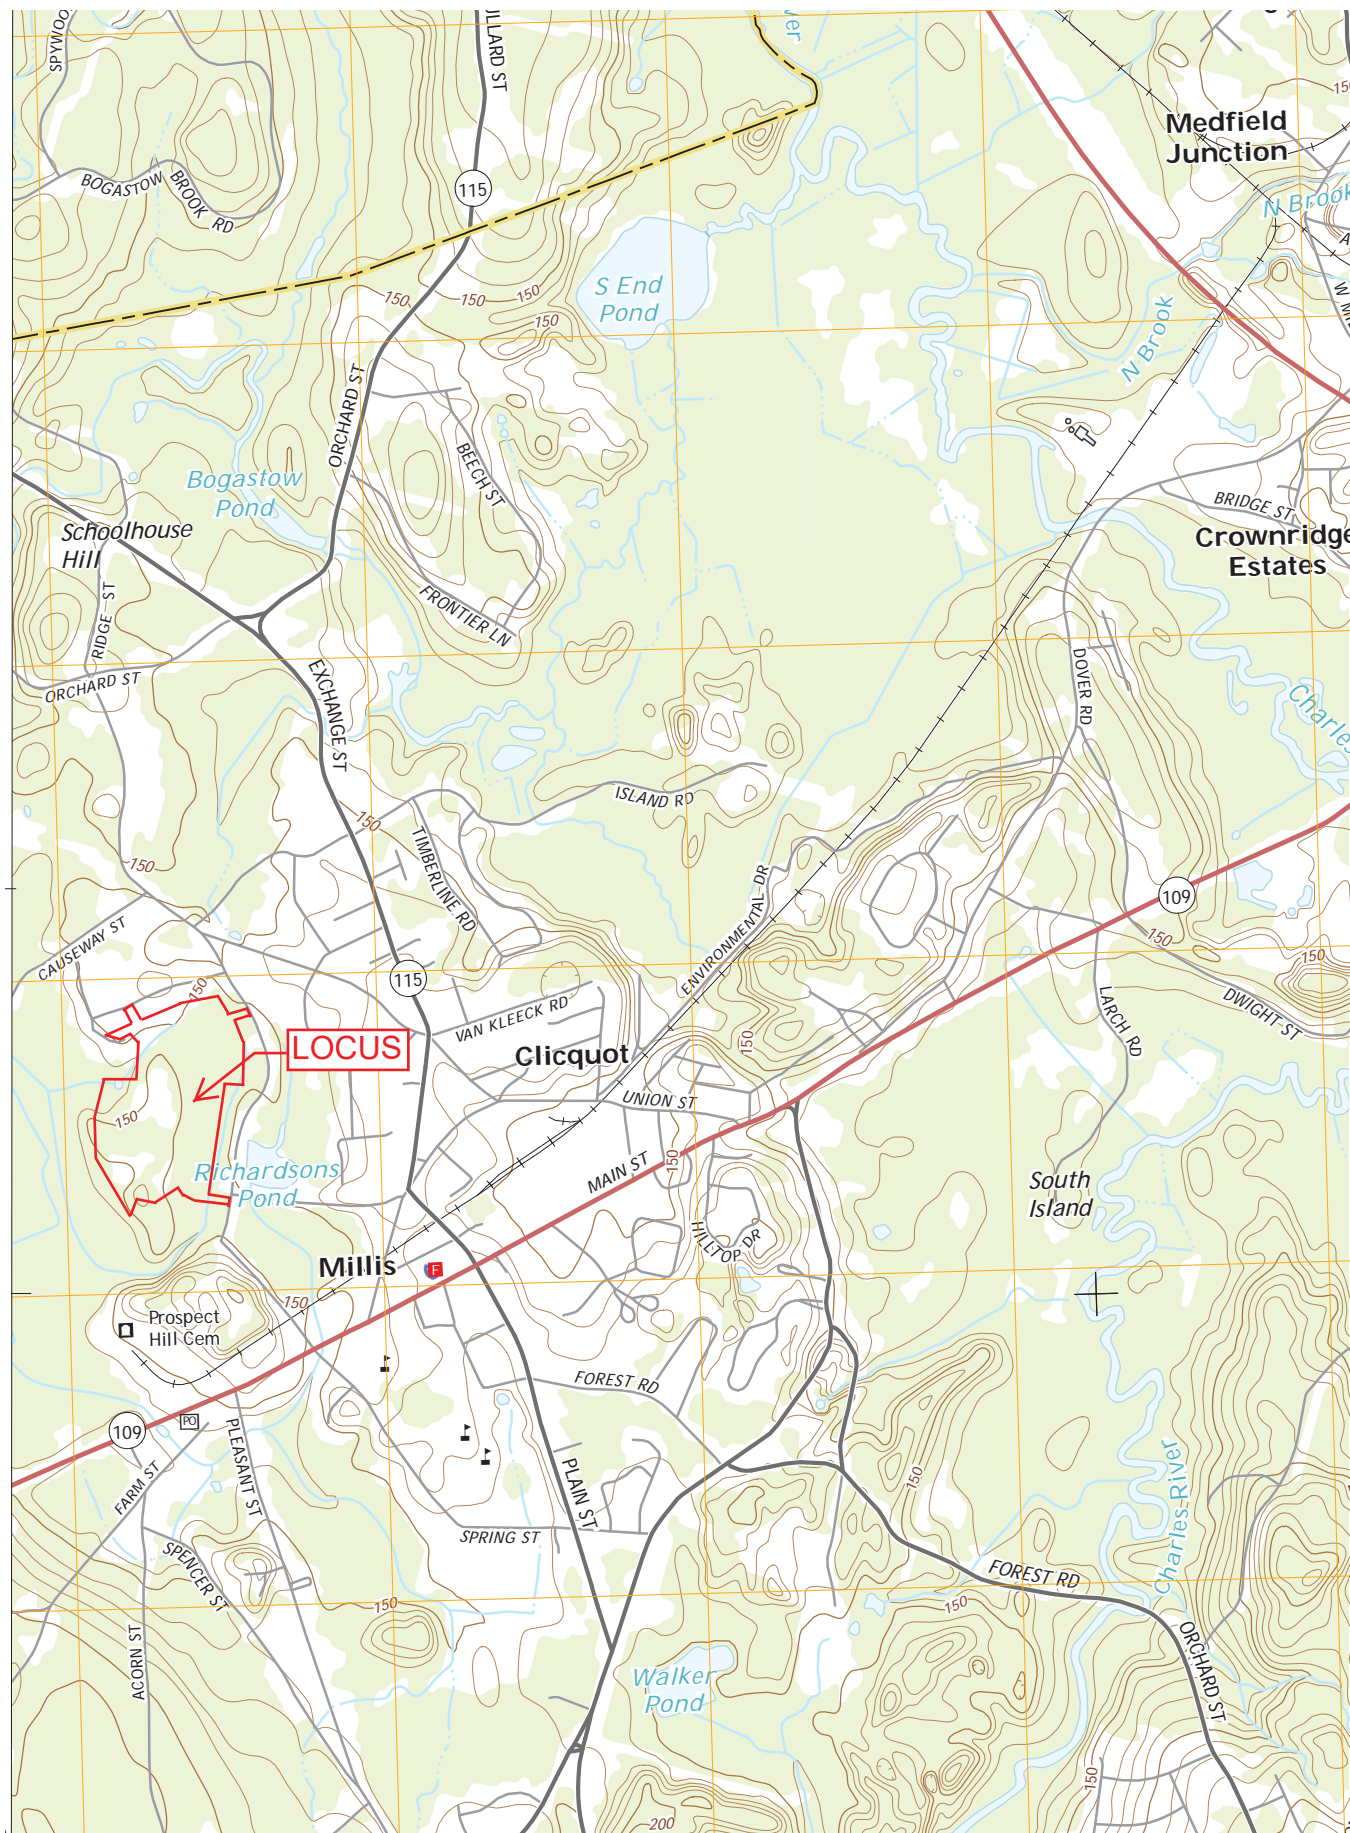 SPYWOO
ULLARD ST
ver
150
Medfield
Junction
BOGASTOW
BROOK RD
115
N Brook
A
W MI
S End
Pond
150
150
150
150
N Brook
ORCHARD ST
BEECH ST
Bogastow
Pond
BRIDGE ST
Schoolhouse
Hill
Crownridge
Estates
RIDGE ST
FRONTIER LN
ORCHARD ST
EXCHANGE ST
DOVER RD
Charles
ISLAND RD
150
TIMBERLINE RD
150
ENVIRONMENTAL DR
109
CAUSEWAY ST
150
150
115
150
DWIGHT ST
VAN KLEECK RD
LARCH RD
LOCUS
Clicquot
150
UNION ST
150
Richardsons
Pond
MAIN ST
150
South
Island
HILLTOP DR
Millis
F
150
Prospect
Hill Cem
FOREST RD
109
PO
PLEASANT ST
FARM ST
PLAIN ST
150
Charles River
SPRING ST
SPENCER ST
FOREST RD
150
150
ACORN ST
ORCHARD ST
Walker
Pond
150
200